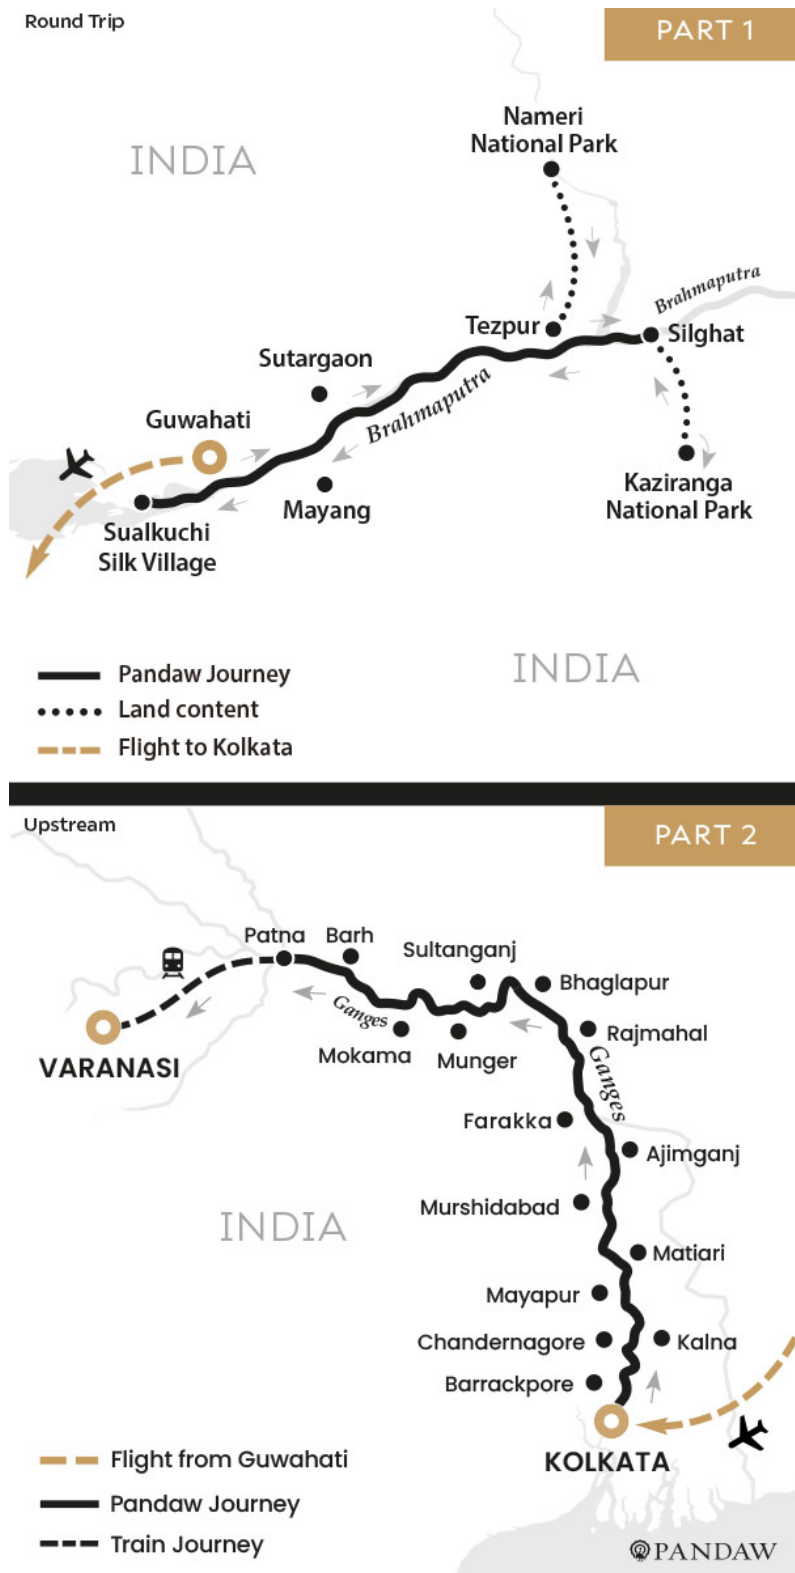 Round Trip
PART 1
Nameri
National Park
INDIA
Brahmaputra
Tezpur
Silghat
Sutargaon
Brahmaputra
Guwahati
Kaziranga
National Park
Mayang
Sualkuchi
Silk Village
INDIA
Pandaw Journey
Land content
Flight to Kolkata
Upstream
PART 2
Patna
Barh
Sultanganj
Bhaglapur
Ganges
Rajmahal
Mokama
Munger
VARANASI
Ganges
Farakka
Ajimganj
Murshidabad
INDIA
Matiari
Mayapur
Chandernagore
Kalna
Barrackpore
KOLKATA
Flight from Guwahati
Pandaw Journey
Train Journey
PANDAW